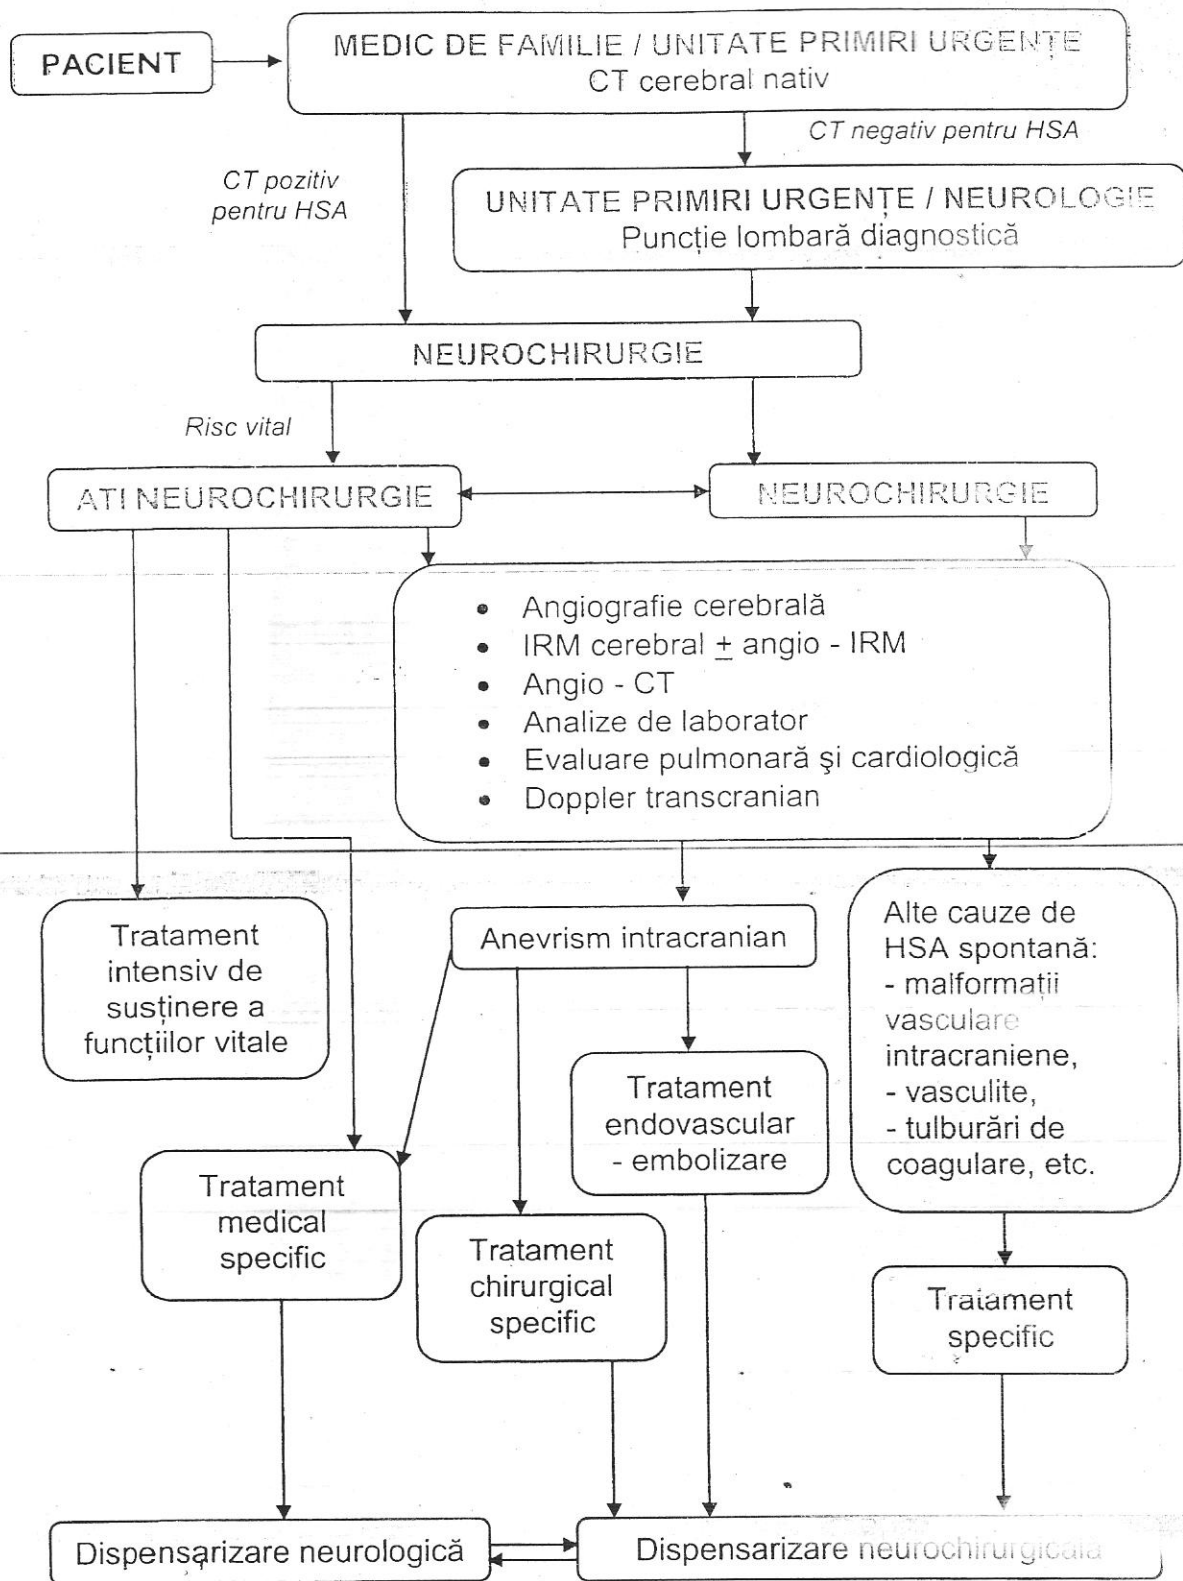 PACIENT
MEDIC DE FAMILIE / UNITATE PRIMIRI URGENȚE
CT cerebral nativ
CT negativ pentru HSA
CT pozitiv
pentru HSA
UNITATE PRIMIRI URGENȚE / NEUROLOGIE
Puncție lombară diagnostică
NEUROCHIRURGIE
Risc vital
ATI NEUROCHIRURGIE
NEUROCHIRURGIE
• Angiografie cerebrală
• IRM cerebral ± angio - IRM
• Angio - CT
• Analize de laborator
• Evaluare pulmonară şi cardiologică
• Doppler transcranian
Tratament
intensiv de
susținere a
funcțiilor vitale
Anevrism intracranian
Alte cauze de
HSA spontană:
- malformații
vasculare
intracraniene,
- vasculite,
- tulburări de
coagulare, etc.
Tratament
endovascular
- embolizare
Tratament
medical
specific
Tratament
chirurgical
specific
Tratament
specific
Dispensarizare neurologică
Dispensarizare neurochirurgicală